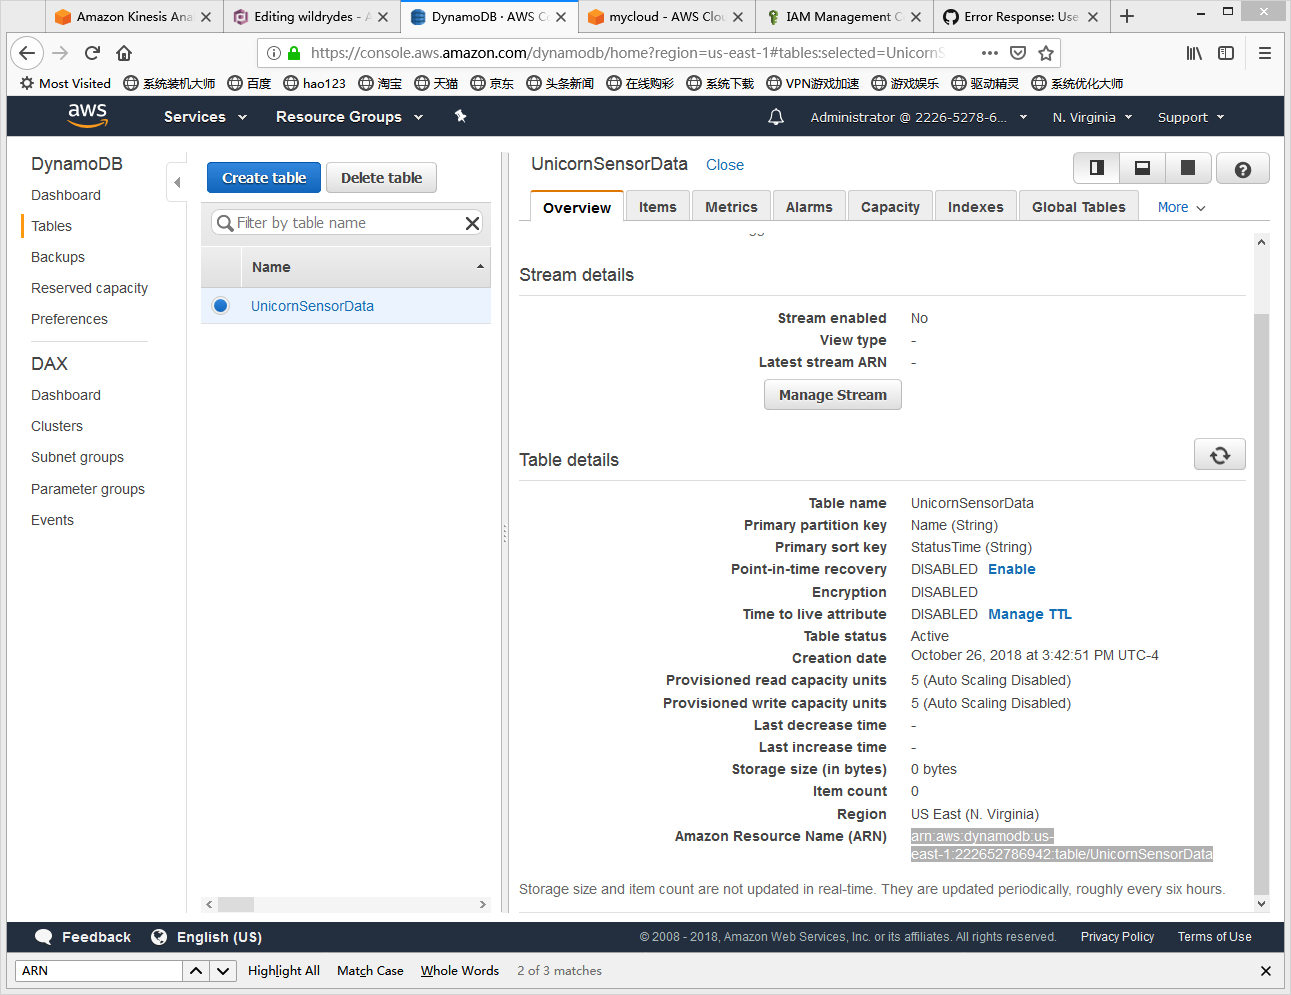 Amazon Kinesis Ana
Editing wildrydes - A
DynamoDB · AWS Co
mycloud - AWS Clou
IAM Management C
Error Response: Use
https://console.aws.amazon.com/dynamodb/home?region=us-east-1#tables:selected=UnicornS
Most Visited
系统装机大师
百度
hao123
淘宝
天猫
京东
头条新闻
在线购彩
系统下载
VPN游戏加速
游戏娱乐
驱动精灵
系统优化大师
aws
Services
Resource Groups
Administrator @ 2226-5278-6...
N. Virginia
Support
DynamoDB
Dashboard
Tables
Backups
Reserved capacity
Preferences
DAX
Dashboard
Clusters
Subnet groups
Parameter groups
Events
Create table
Delete table
Filter by table name
Name
UnicornSensorData
UnicornSensorData
Close
Overview
Items
Metrics
Alarms
Capacity
Indexes
Global Tables
More
Stream details
Stream enabled No
View type -
Latest stream ARN -
Manage Stream
Table details
Table name UnicornSensorData
Primary partition key Name (String)
Primary sort key StatusTime (String)
Point-in-time recovery DISABLED Enable
Encryption DISABLED
Time to live attribute DISABLED Manage TTL
Table status Active
Creation date October 26, 2018 at 3:42:51 PM UTC-4
Provisioned read capacity units 5 (Auto Scaling Disabled)
Provisioned write capacity units 5 (Auto Scaling Disabled)
Last decrease time -
Last increase time -
Storage size (in bytes) 0 bytes
Item count 0
Region US East (N. Virginia)
Amazon Resource Name (ARN) arn:aws:dynamodb:us-
east-1:222652786942:table/UnicornSensorData
Storage size and item count are not updated in real-time. They are updated periodically, roughly every six hours.
Feedback
English (US)
© 2008 - 2018, Amazon Web Services, Inc. or its affiliates. All rights reserved.
Privacy Policy
Terms of Use
ARN
Highlight All
Match Case
Whole Words
2 of 3 matches